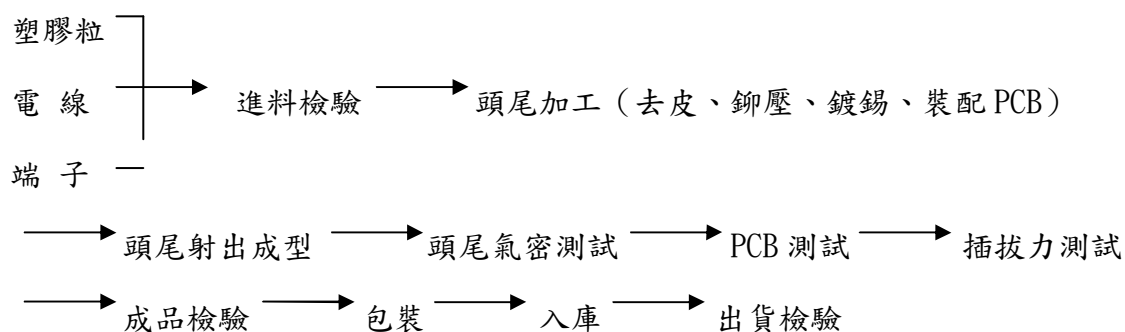 塑膠粒
電 線 進料檢驗 頭尾加工（去皮、鉚壓、鍍錫、裝配 PCB）
端 子
頭尾射出成型 頭尾氣密測試 PCB 測試 插拔力測試
成品檢驗 包裝 入庫 出貨檢驗